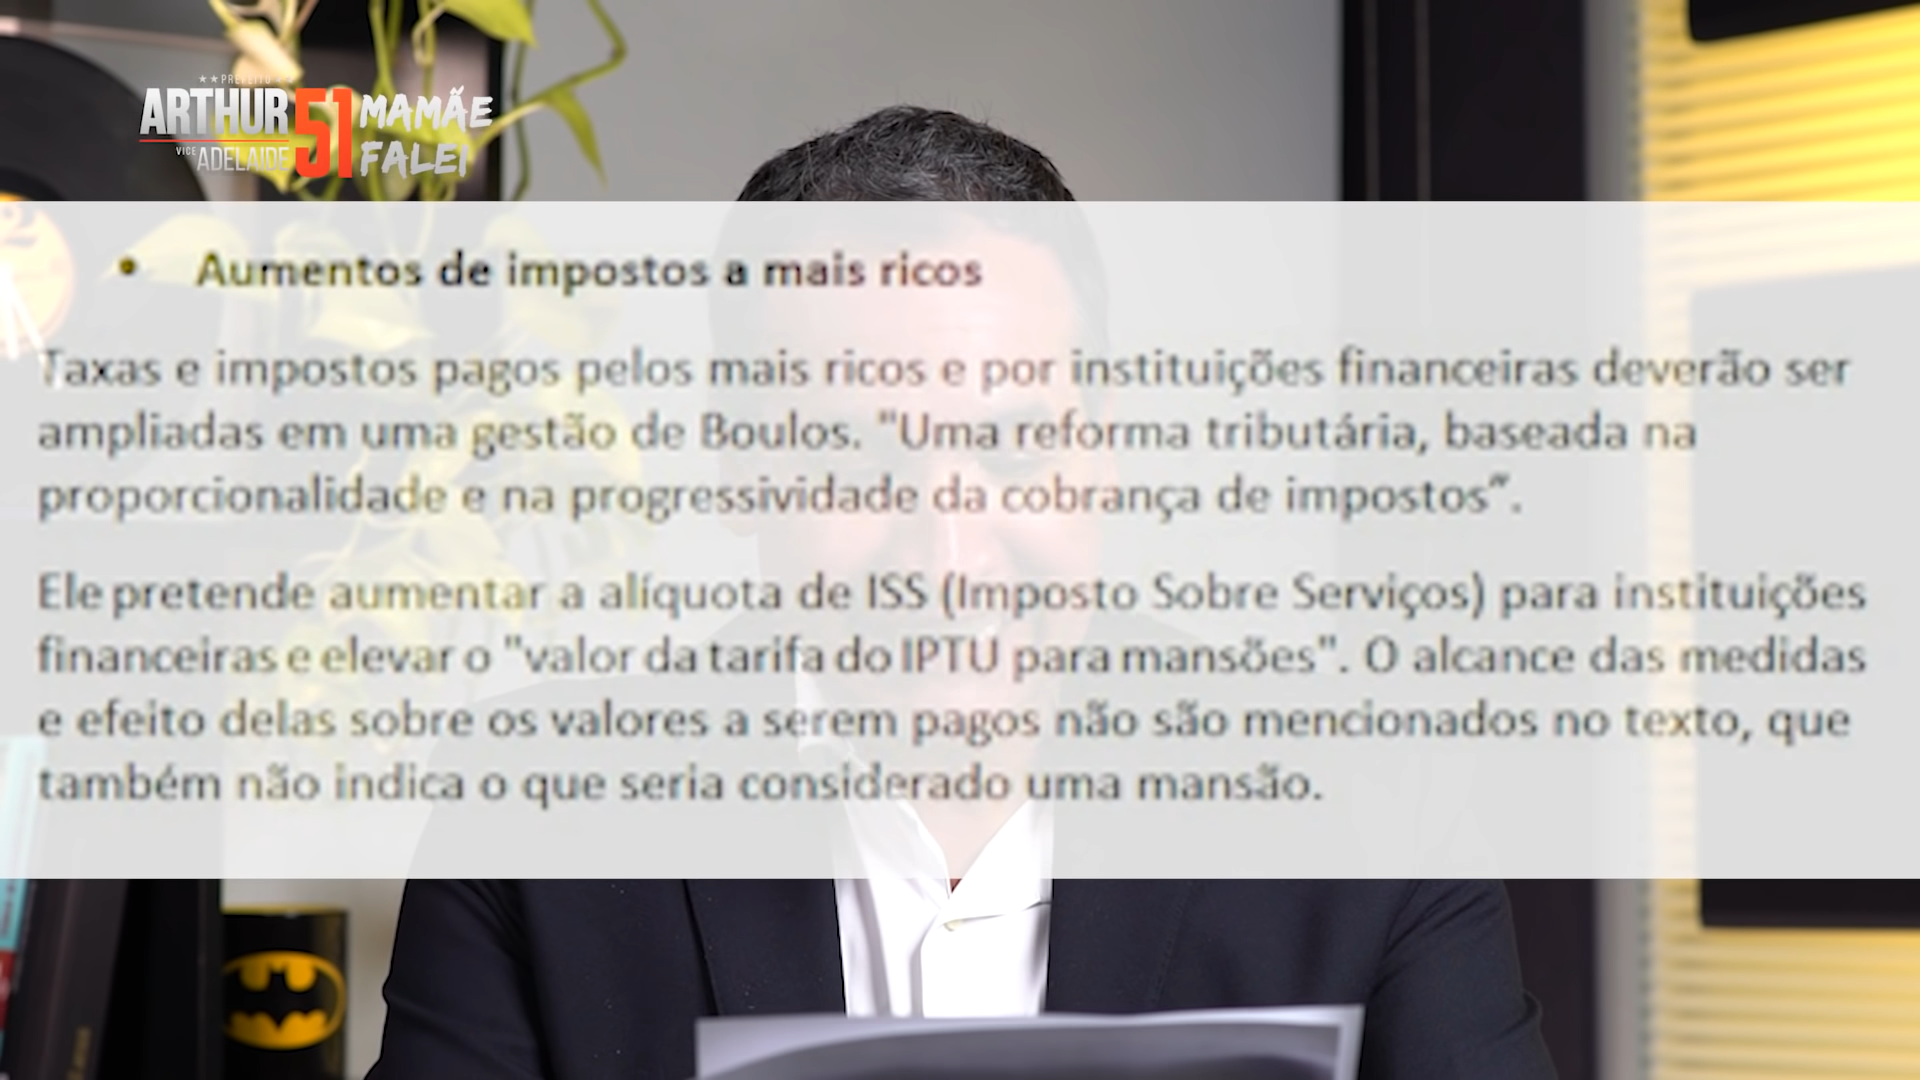 ★★PREFEITO
ARTHUR 51 MAMÃE
VICE ADELAIDE FALEI
• Aumentos de impostos a mais ricos
Taxas e impostos pagos pelos mais ricos e por instituições financeiras deverão ser
ampliadas em uma gestão de Boulos. "Uma reforma tributária, baseada na
proporcionalidade e na progressividade da cobrança de impostos”.
Ele pretende aumentar a alíquota de ISS (Imposto Sobre Serviços) para instituições
financeiras e elevar o "valor da tarifa do IPTU para mansões". O alcance das medidas
e efeito delas sobre os valores a serem pagos não são mencionados no texto, que
também não indica o que seria considerado uma mansão.